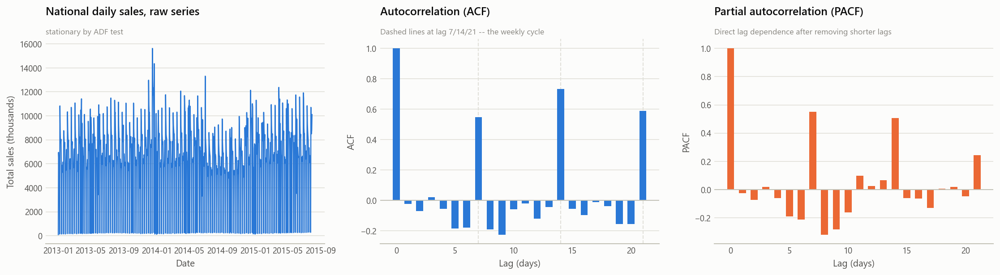 National daily sales, raw series
stationary by ADF test
Total sales (thousands)
16000
14000
12000
10000
8000
6000
4000
2000
0
2013-01 2013-05 2013-09 2014-01 2014-05 2014-09 2015-01 2015-05 2015-09
Date
Autocorrelation (ACF)
Dashed lines at lag 7/14/21 -- the weekly cycle
ACF
1.0
0.8
0.6
0.4
0.2
0.0
−0.2
0 5 10 15 20
Lag (days)
Partial autocorrelation (PACF)
Direct lag dependence after removing shorter lags
PACF
1.0
0.8
0.6
0.4
0.2
0.0
−0.2
0 5 10 15 20
Lag (days)